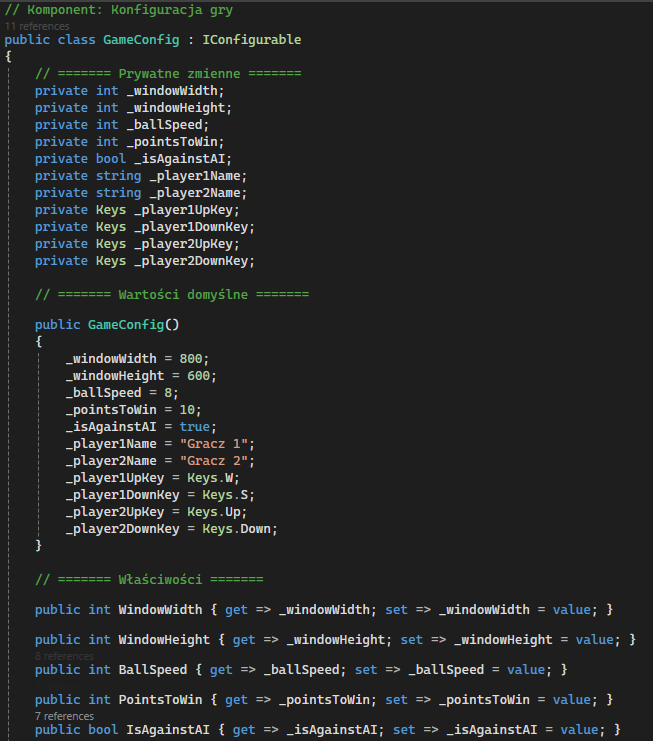 // Komponent: Konfiguracja gry
11 references
public class GameConfig : IConfigurable
{
// ======= Prywatne zmienne =======
private int _windowWidth;
private int _windowHeight;
private int _ballSpeed;
private int _pointsToWin;
private bool _isAgainstAI;
private string _player1Name;
private string _player2Name;
private Keys _player1UpKey;
private Keys _player1DownKey;
private Keys _player2UpKey;
private Keys _player2DownKey;
// ======= Wartości domyślne =======
public GameConfig()
{
_windowWidth = 800;
_windowHeight = 600;
_ballSpeed = 8;
_pointsToWin = 10;
_isAgainstAI = true;
_player1Name = "Gracz 1";
_player2Name = "Gracz 2";
_player1UpKey = Keys.W;
_player1DownKey = Keys.S;
_player2UpKey = Keys.Up;
_player2DownKey = Keys.Down;
}
// ======= Właściwości =======
public int WindowWidth { get => _windowWidth; set => _windowWidth = value; }
public int WindowHeight { get => _windowHeight; set => _windowHeight = value; }
8 references
public int BallSpeed { get => _ballSpeed; set => _ballSpeed = value; }
public int PointsToWin { get => _pointsToWin; set => _pointsToWin = value; }
7 references
public bool IsAgainstAI { get => _isAgainstAI; set => _isAgainstAI = value; }